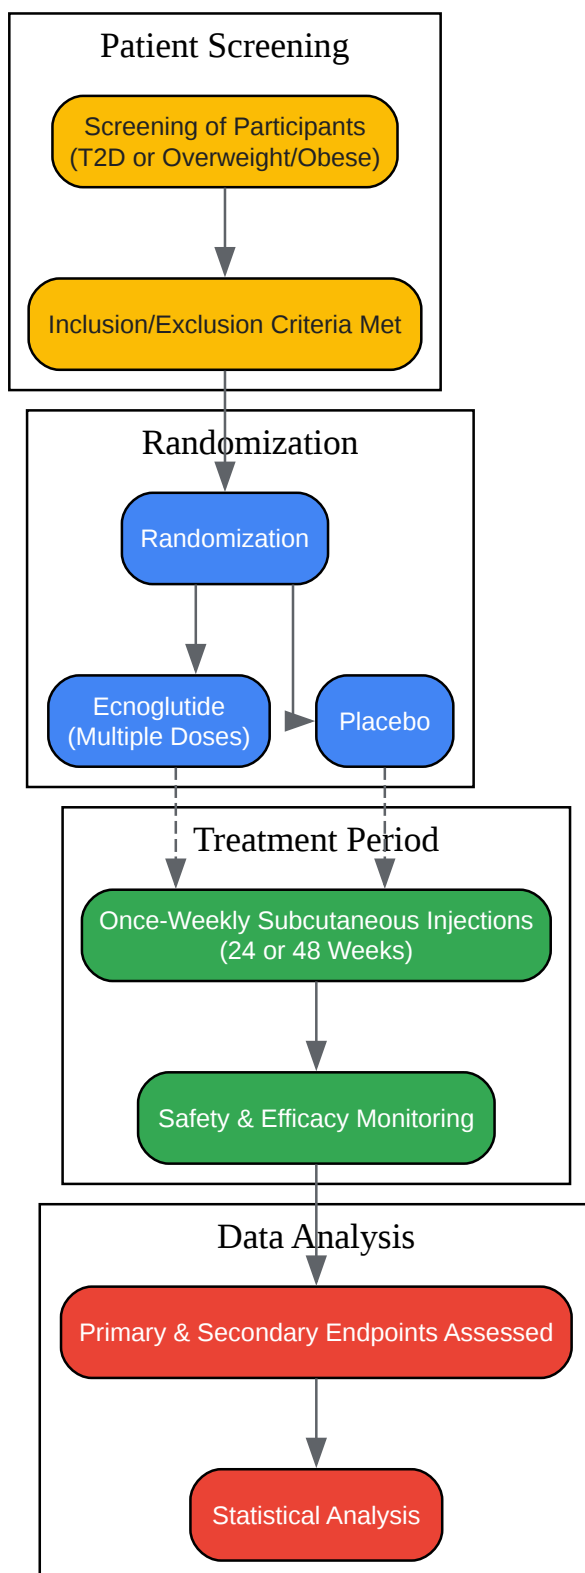 Patient Screening
Screening of Participants
(T2D or Overweight/Obese)
Inclusion/Exclusion Criteria Met
Randomization
Randomization
Ecnoglutide
(Multiple Doses)
Placebo
Treatment Period
Once-Weekly Subcutaneous Injections
(24 or 48 Weeks)
Safety & Efficacy Monitoring
Data Analysis
Primary & Secondary Endpoints Assessed
Statistical Analysis